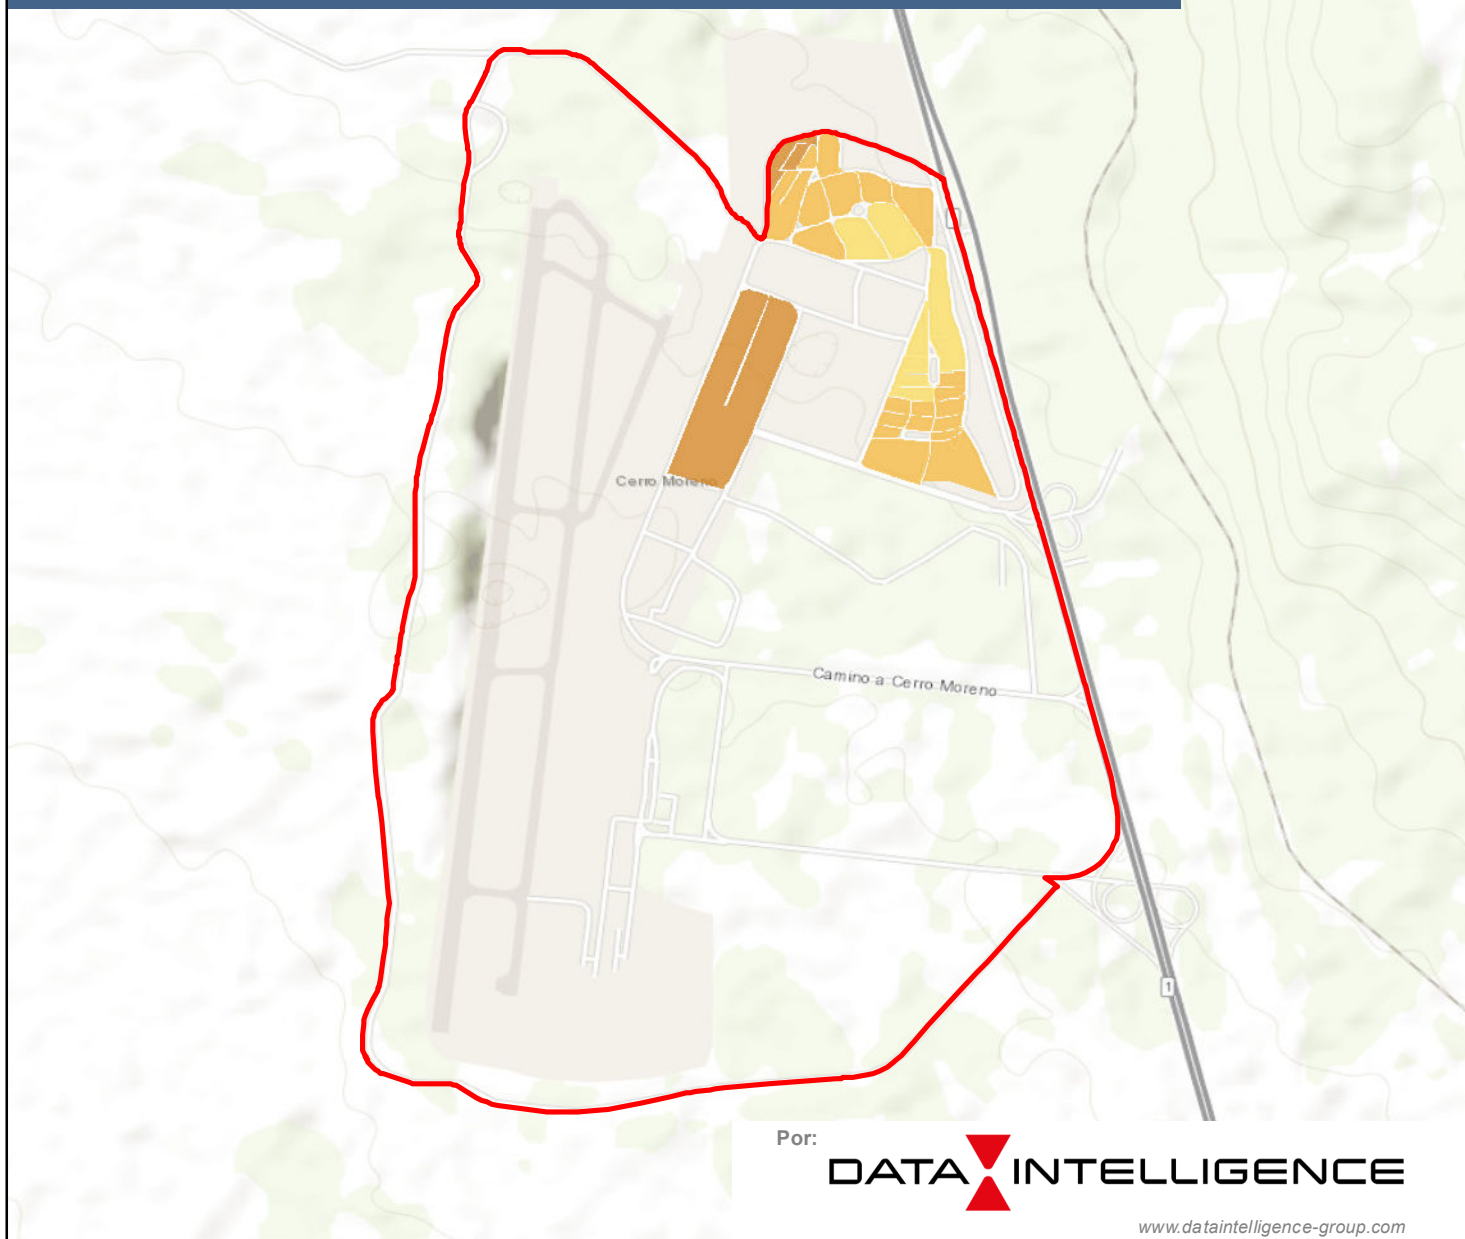 Cerro Moreno
Camino a Cerro Moreno
1
Por:
DATA INTELLIGENCE
www.dataintelligence-group.com